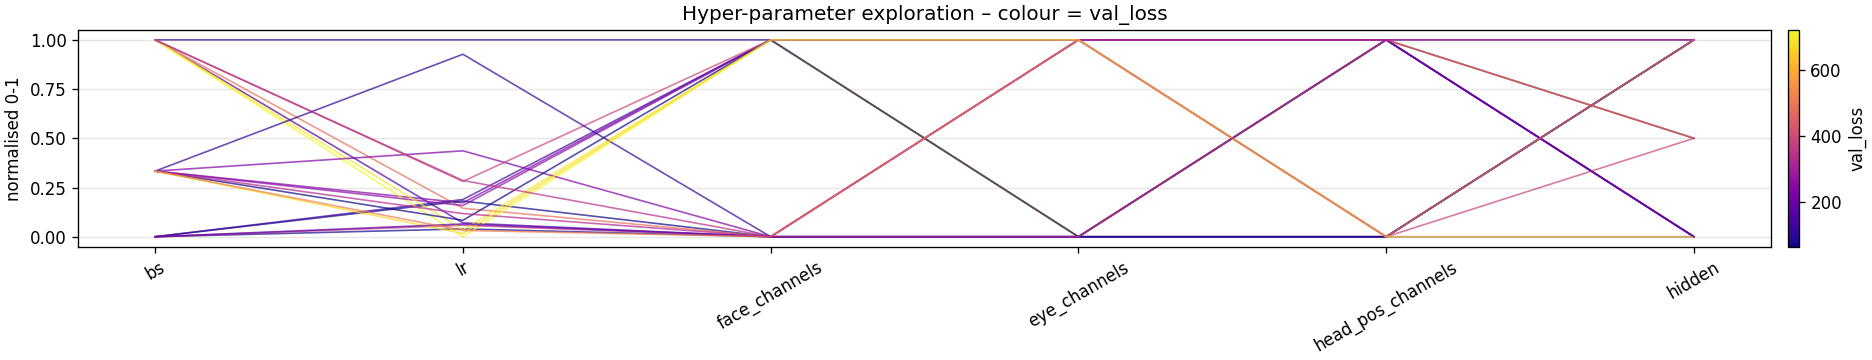 Hyper-parameter exploration – colour = val_loss
normalised 0-1
1.00
0.75
0.50
0.25
0.00
bs
lr
face_channels
eye_channels
head_pos_channels
hidden
600
400
200
val_loss